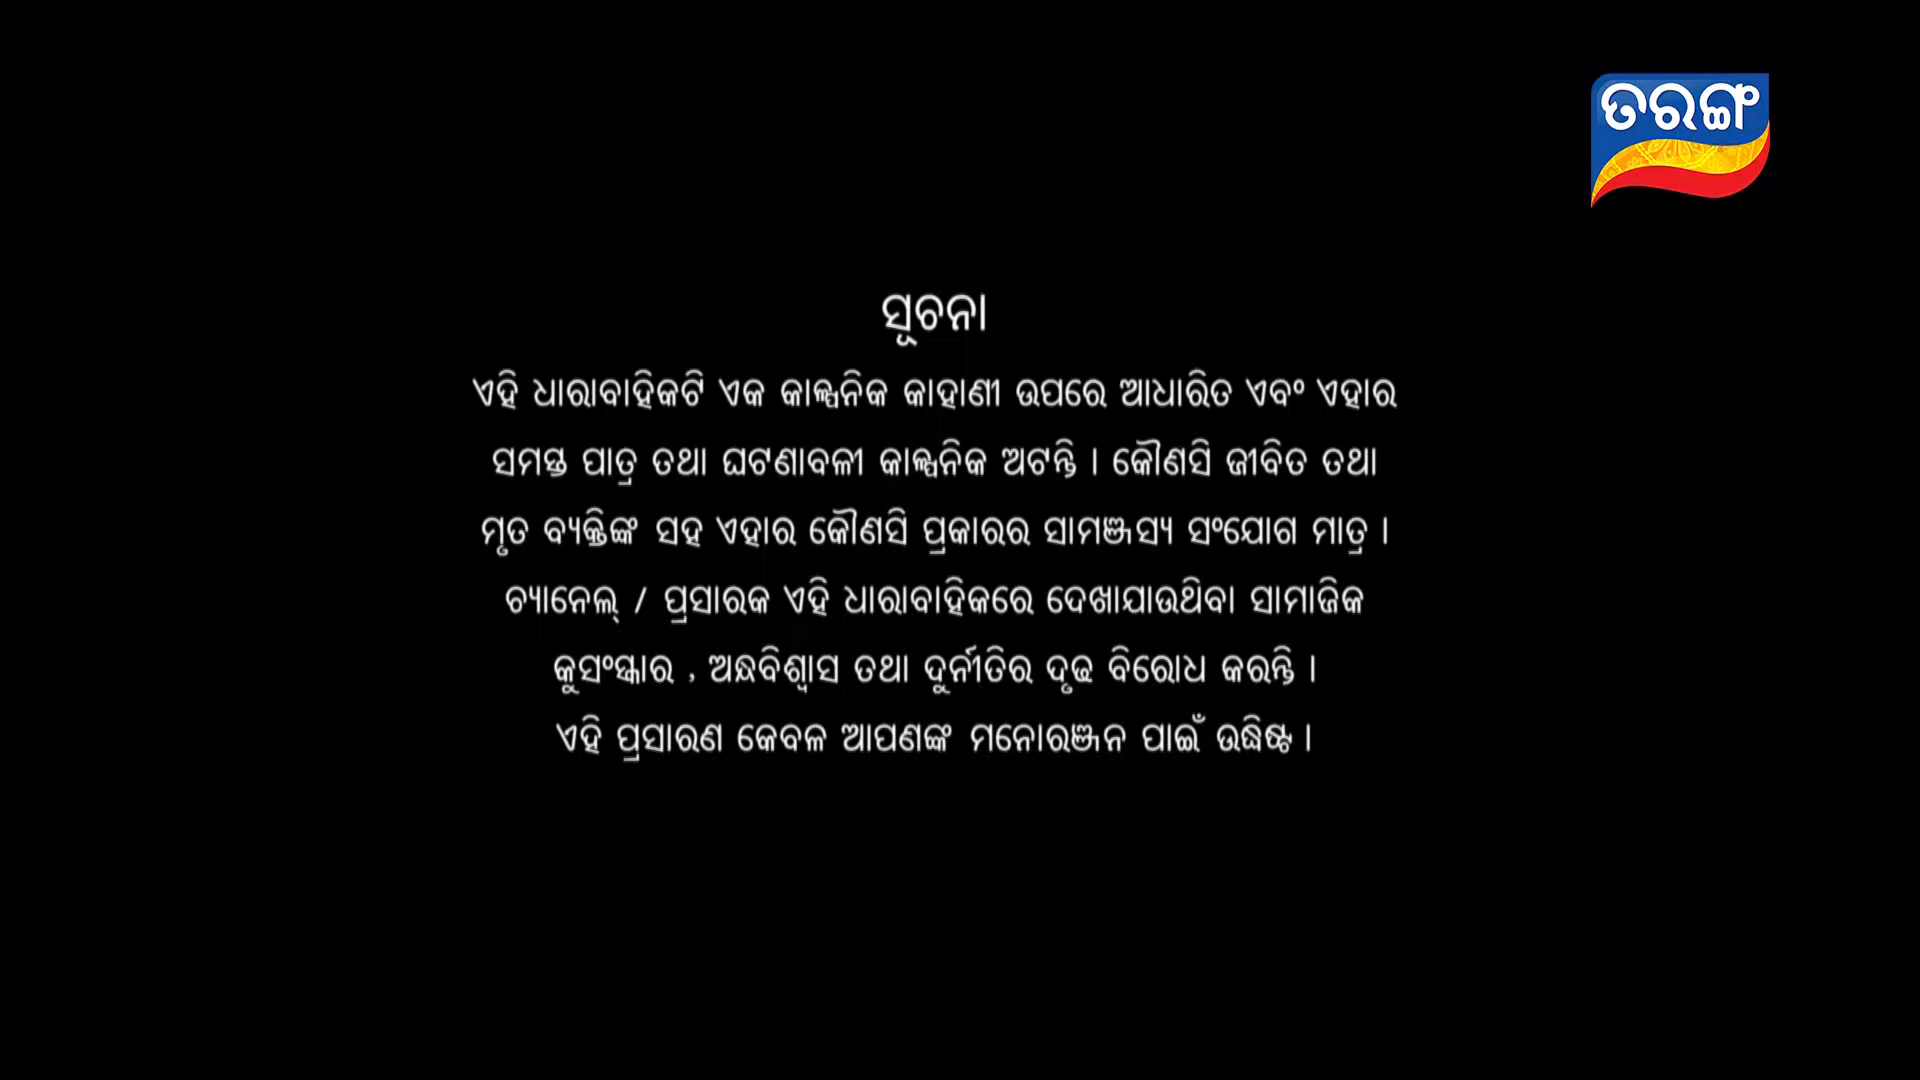 ତରଙ୍ଗ
ସୂଚନା
ଏହି ଧାରାବାହିକଟି ଏକ କାଳ୍ପନିକ କାହାଣୀ ଉପରେ ଆଧାରିତ ଏବଂ ଏହାର
ସମସ୍ତ ପାତ୍ର ତଥା ଘଟଣାବଳୀ କାଳ୍ପନିକ ଅଟନ୍ତି । କୌଣସି ଜୀବିତ ତଥା
ମୃତ ବ୍ୟକ୍ତିଙ୍କ ସହ ଏହାର କୌଣସି ପ୍ରକାରର ସାମଞ୍ଜସ୍ୟ ସଂଯୋଗ ମାତ୍ର ।
ଚ୍ୟାନେଲ୍ / ପ୍ରସାରକ ଏହି ଧାରାବାହିକରେ ଦେଖାଯାଉଥିବା ସାମାଜିକ
କୁସଂସ୍କାର , ଅନ୍ଧବିଶ୍ୱାସ ତଥା ଦୁର୍ନୀତିର ଦୃଢ ବିରୋଧ କରନ୍ତି ।
ଏହି ପ୍ରସାରଣ କେବଳ ଆପଣଙ୍କ ମନୋରଞ୍ଜନ ପାଇଁ ଉଦ୍ଧିଷ୍ଟ ।